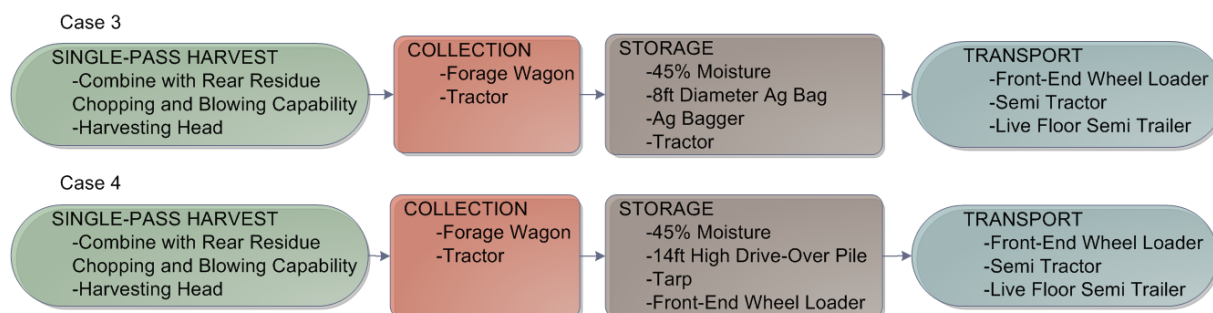 Case 3
SINGLE-PASS HARVEST
-Combine with Rear Residue
Chopping and Blowing Capability
-Harvesting Head
COLLECTION
-Forage Wagon
-Tractor
STORAGE
-45% Moisture
-8ft Diameter Ag Bag
-Ag Bagger
-Tractor
TRANSPORT
-Front-End Wheel Loader
-Semi Tractor
-Live Floor Semi Trailer
Case 4
SINGLE-PASS HARVEST
-Combine with Rear Residue
Chopping and Blowing Capability
-Harvesting Head
COLLECTION
-Forage Wagon
-Tractor
STORAGE
-45% Moisture
-14ft High Drive-Over Pile
-Tarp
-Front-End Wheel Loader
TRANSPORT
-Front-End Wheel Loader
-Semi Tractor
-Live Floor Semi Trailer